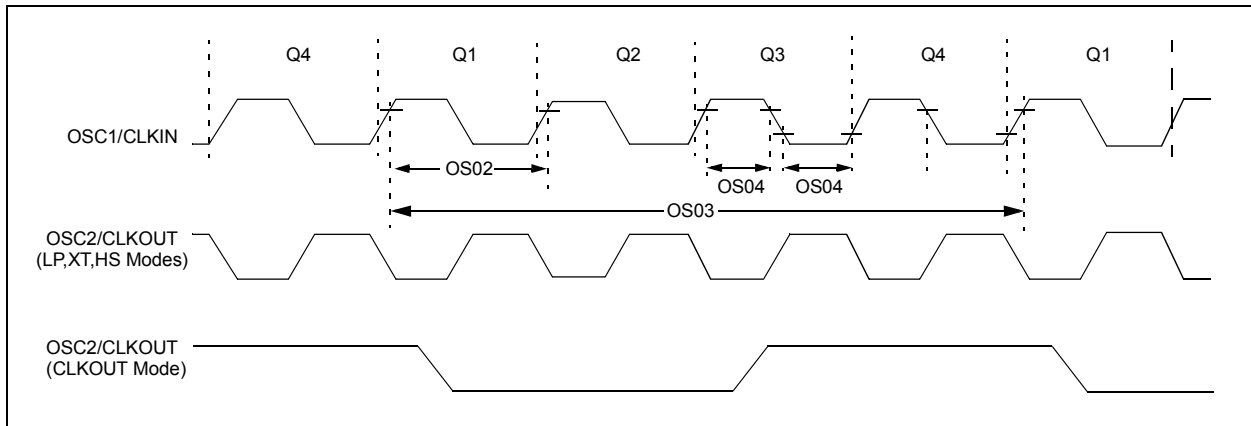 Q4 Q1 Q2 Q3 Q4 Q1
OSC1/CLKIN
OS02
OS04 OS04
OS03
OSC2/CLKOUT
(LP,XT,HS Modes)
OSC2/CLKOUT
(CLKOUT Mode)